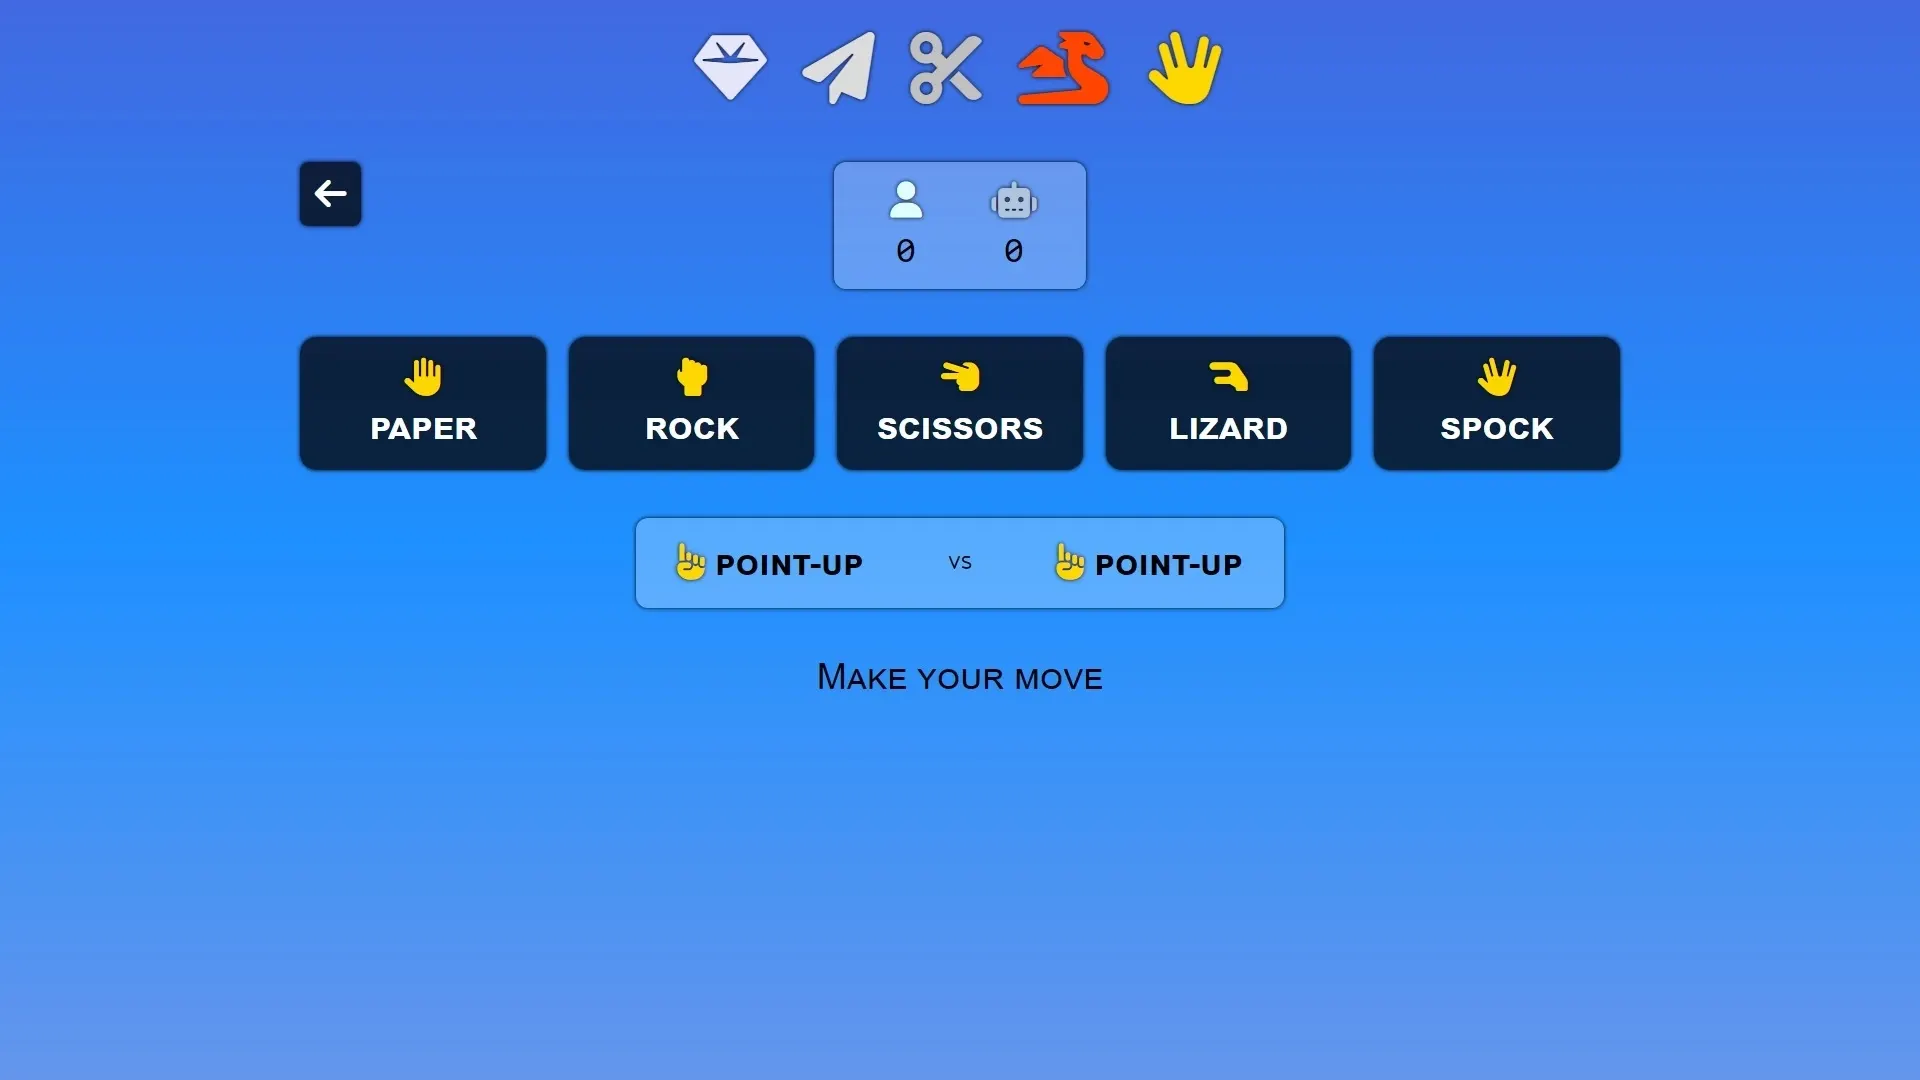 0 0
PAPER ROCK SCISSORS LIZARD SPOCK
POINT-UP VS POINT-UP
MAKE YOUR MOVE